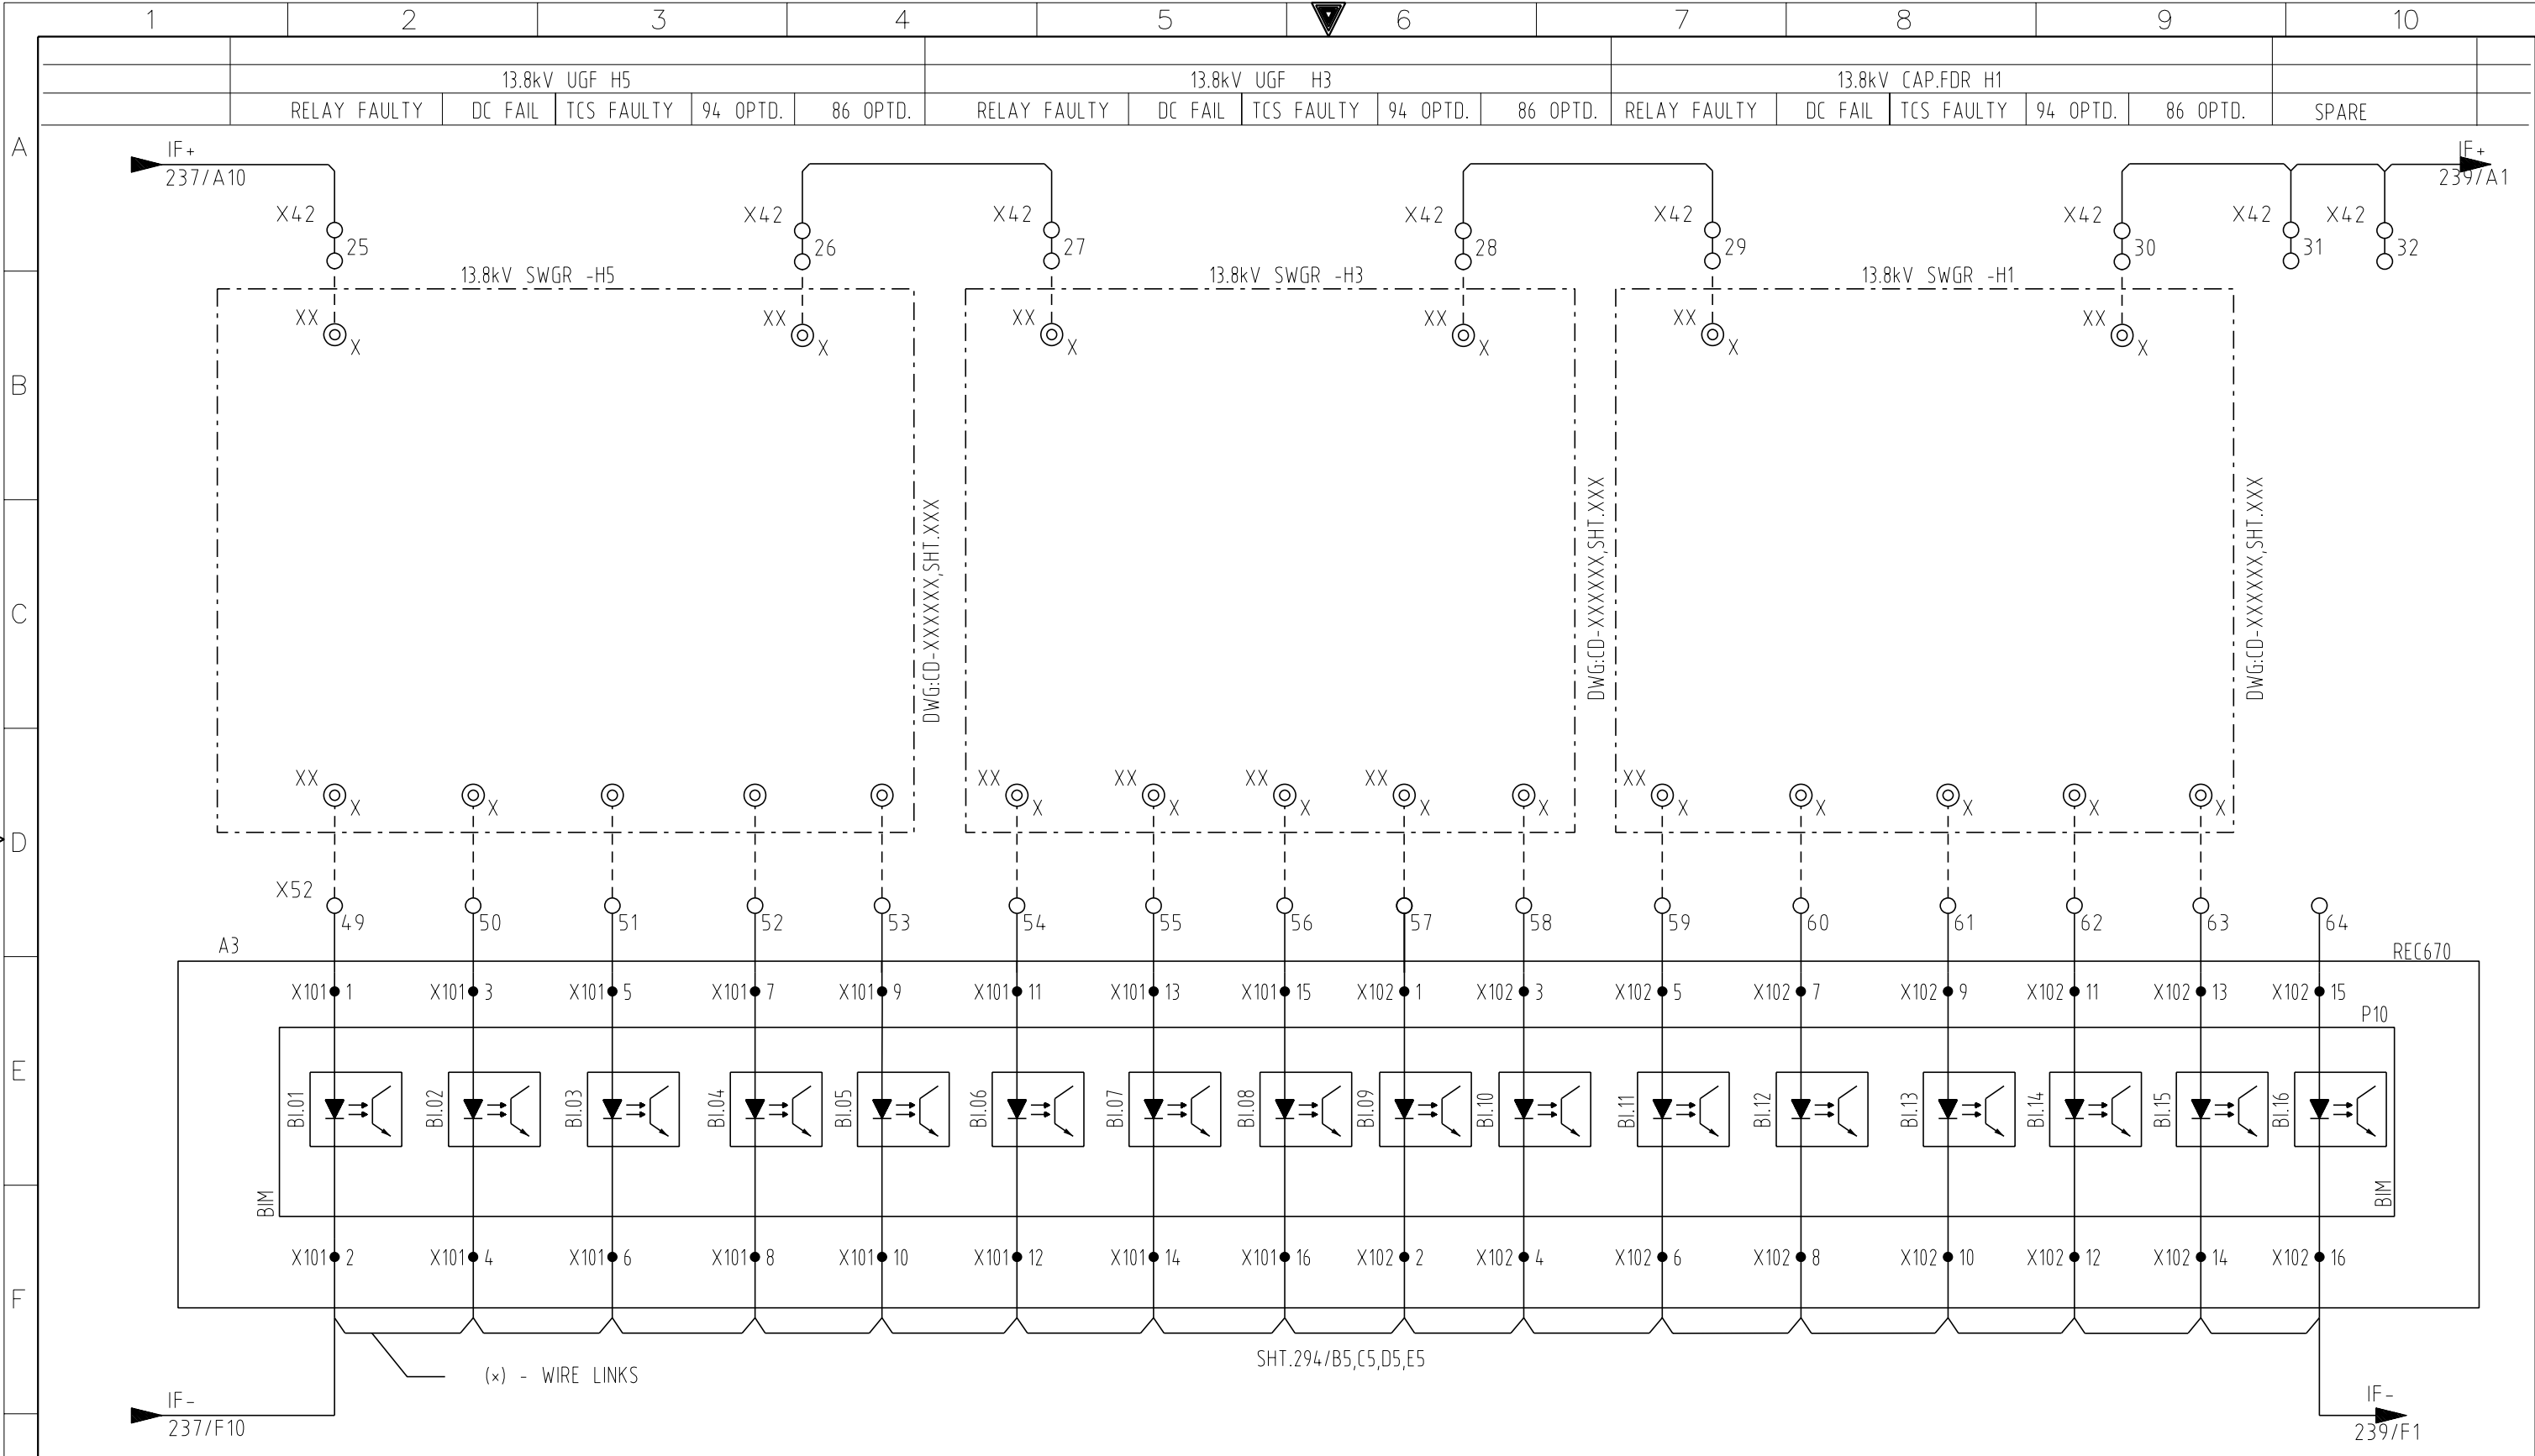 1 2 3 4 5 6 7 8 9 10
13.8kV UGF H5 13.8kV UGF H3 13.8kV CAP.FDR H1
RELAY FAULTY DC FAIL TCS FAULTY 94 OPTD. 86 OPTD. RELAY FAULTY DC FAIL TCS FAULTY 94 OPTD. 86 OPTD. RELAY FAULTY DC FAIL TCS FAULTY 94 OPTD. 86 OPTD. SPARE
A
IF+ IF+
237/A10 239/A1
X42 X42 X42 X42 X42 X42 X42 X42
25 26 27 28 29 30 31 32
13.8kV SWGR -H5 13.8kV SWGR -H3 13.8kV SWGR -H1
XX XX XX XX XX XX
X X X X X X
B
DWG:CD-XXXXXX,SHT.XXX DWG:CD-XXXXXX,SHT.XXX DWG:CD-XXXXXX,SHT.XXX
C
XX XX XX XX XX XX
X X X X X X X X X X X X
D
X52
49 50 51 52 53 54 55 56 57 58 59 60 61 62 63 64
A3 REC670
X101 1 X101 3 X101 5 X101 7 X101 9 X101 11 X101 13 X101 15 X102 1 X102 3 X102 5 X102 7 X102 9 X102 11 X102 13 X102 15
P10
E
BI.01 BI.02 BI.03 BI.04 BI.05 BI.06 BI.07 BI.08 BI.09 BI.10 BI.11 BI.12 BI.13 BI.14 BI.15 BI.16
BIM BIM
X101 2 X101 4 X101 6 X101 8 X101 10 X101 12 X101 14 X101 16 X102 2 X102 4 X102 6 X102 8 X102 10 X102 12 X102 14 X102 16
F
SHT.294/B5,C5,D5,E5
(x) - WIRE LINKS
IF- IF-
237/F10 239/F1